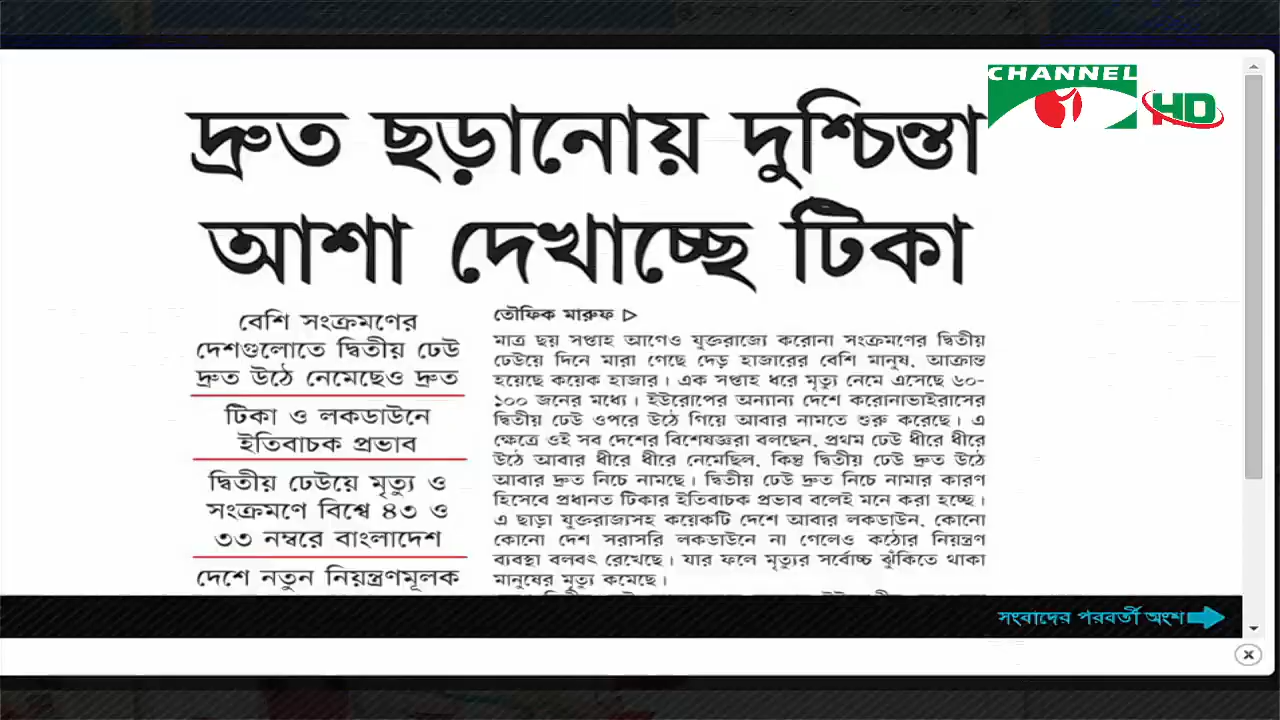 CHANNEL
HD
দ্রুত ছড়ানোয় দুশ্চিন্তা
আশা দেখাচ্ছে টিকা
বেশি সংক্রমণের
দেশগুলোতে দ্বিতীয় ঢেউ
দ্রুত উঠে নেমেছেও দ্রুত
টিকা ও লকডাউনে
ইতিবাচক প্রভাব
দ্বিতীয় ঢেউয়ে মৃত্যু ও
সংক্রমণে বিশ্বে ৪৩ ও
৩৩ নম্বরে বাংলাদেশ
দেশে নতুন নিয়ন্ত্রণমূলক
তৌফিক মারুফ
মাত্র ছয় সপ্তাহ আগেও যুক্তরাজ্যে করোনা সংক্রমণের দ্বিতীয়
ঢেউয়ে দিনে মারা গেছে দেড় হাজারের বেশি মানুষ, আক্রান্ত
হয়েছে কয়েক হাজার। এক সপ্তাহ ধরে মৃত্যু নেমে এসেছে ৬০-
১০০ জনের মধ্যে। ইউরোপের অন্যান্য দেশে করোনাভাইরাসের
দ্বিতীয় ঢেউ ওপরে উঠে গিয়ে আবার নামতে শুরু করেছে। এ
ক্ষেত্রে ওই সব দেশের বিশেষজ্ঞরা বলছেন, প্রথম ঢেউ ধীরে ধীরে
উঠে আবার ধীরে ধীরে নেমেছিল, কিন্তু দ্বিতীয় ঢেউ দ্রুত উঠে
আবার দ্রুত নিচে নামছে। দ্বিতীয় ঢেউ দ্রুত নিচে নামার কারণ
হিসেবে প্রধানত টিকার ইতিবাচক প্রভাব বলেই মনে করা হচ্ছে।
এ ছাড়া যুক্তরাজ্যসহ কয়েকটি দেশে আবার লকডাউন, কোনো
কোনো দেশ সরাসরি লকডাউনে না গেলেও কঠোর নিয়ন্ত্রণ
ব্যবস্থা বলবৎ রেখেছে। যার ফলে মৃত্যুর সর্বোচ্চ ঝুঁকিতে থাকা
মানুষের মৃত্যু কমেছে।
সংবাদের পরবর্তী অংশ